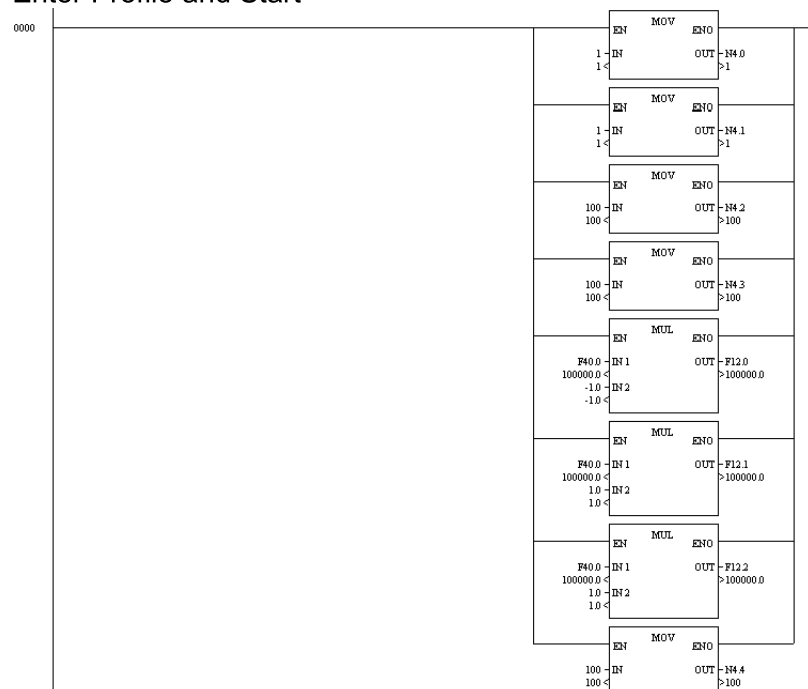 Enter Profile and Start
0000
MOV
EN ENO
1 IN OUT N4.0
1< >1
MOV
EN ENO
1 IN OUT N4.1
1< >1
MOV
EN ENO
100 IN OUT N4.2
100< >100
MOV
EN ENO
100 IN OUT N4.3
100< >100
MUL
EN ENO
F40.0 IN 1 OUT F12.0
100000.0< >100000.0
-1.0 IN 2
-1.0<
MUL
EN ENO
F40.0 IN 1 OUT F12.1
100000.0< >100000.0
1.0 IN 2
1.0<
MUL
EN ENO
F40.0 IN 1 OUT F12.2
100000.0< >100000.0
1.0 IN 2
1.0<
MOV
EN ENO
100 IN OUT N4.4
100< >100